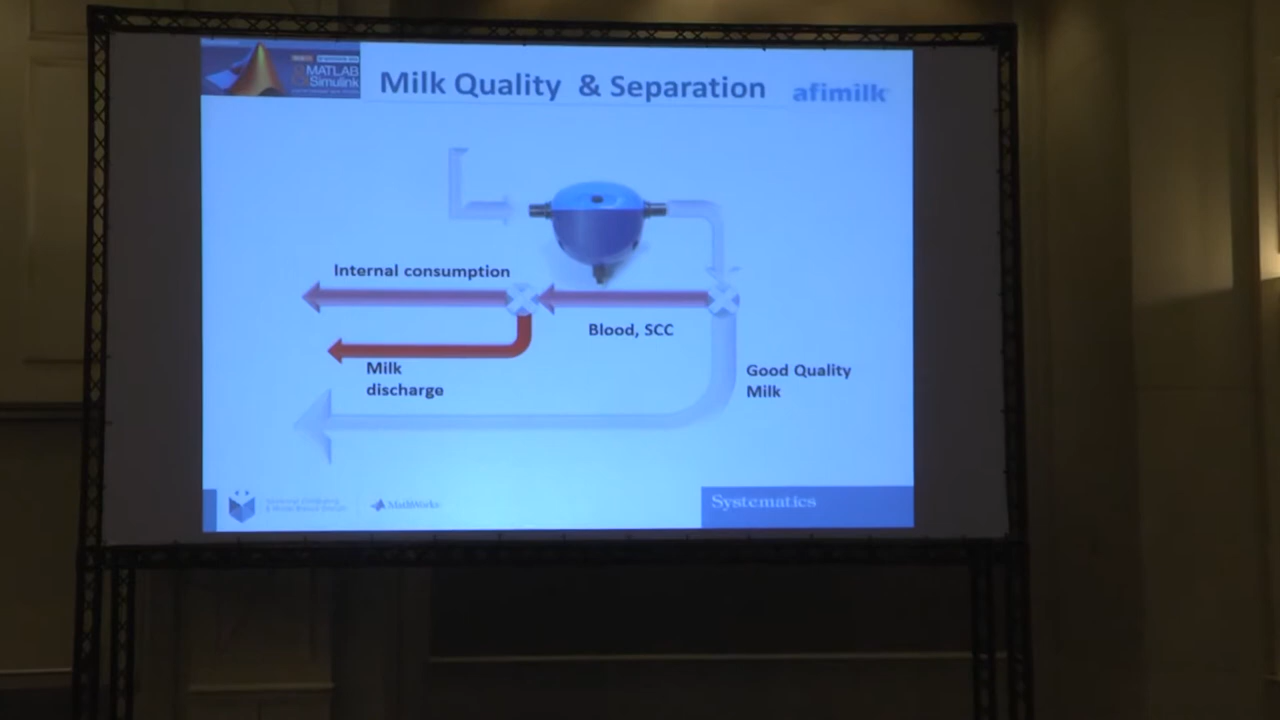 MATLAB
& Simulink
Milk Quality & Separation
afimilk
Internal consumption
Blood, SCC
Milk
discharge
Good Quality
Milk
MathWorks
Systematics